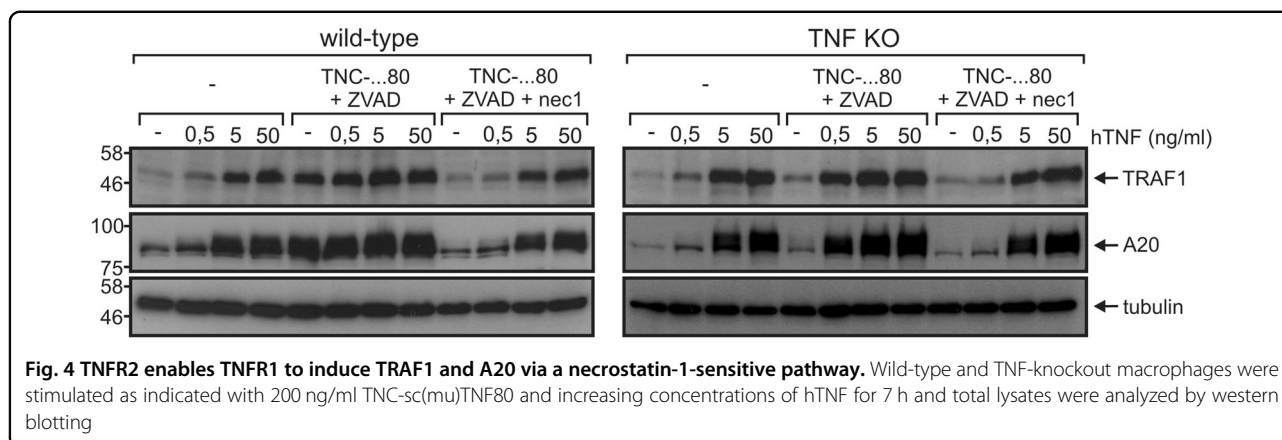 wild-type TNF KO
- TNC-...80 + ZVAD TNC-...80 + ZVAD + nec1 - TNC-...80 + ZVAD TNC-...80 + ZVAD + nec1
- 0,5 5 50 - 0,5 5 50 - 0,5 5 50 - 0,5 5 50 - 0,5 5 50 - 0,5 5 50 hTNF (ng/ml)
58
46
TRAF1
100
75
A20
58
46
tubulin
Fig. 4 TNFR2 enables TNFR1 to induce TRAF1 and A20 via a necrostatin-1-sensitive pathway. Wild-type and TNF-knockout macrophages were
stimulated as indicated with 200 ng/ml TNC-sc(mu)TNF80 and increasing concentrations of hTNF for 7 h and total lysates were analyzed by western
blotting